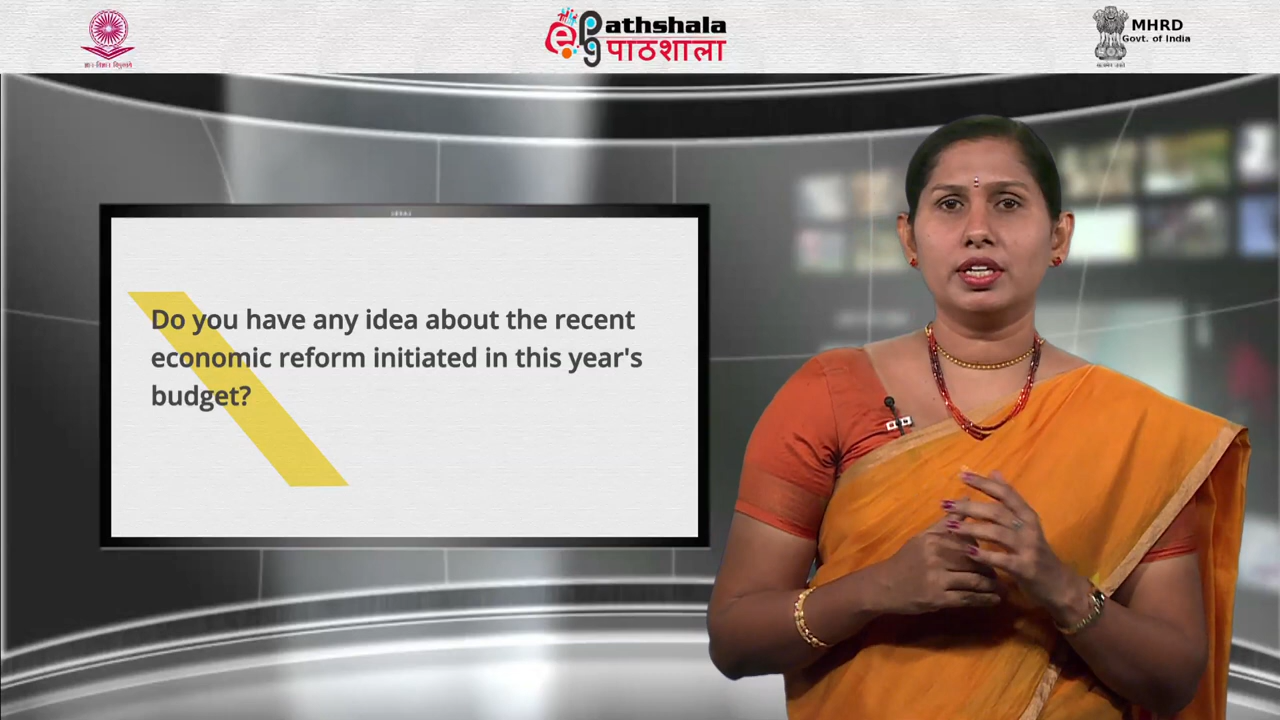 Pathshala
पाठशाला
MHRD
Govt. of India
Do you have any idea about the recent
economic reform initiated in this year's
budget?